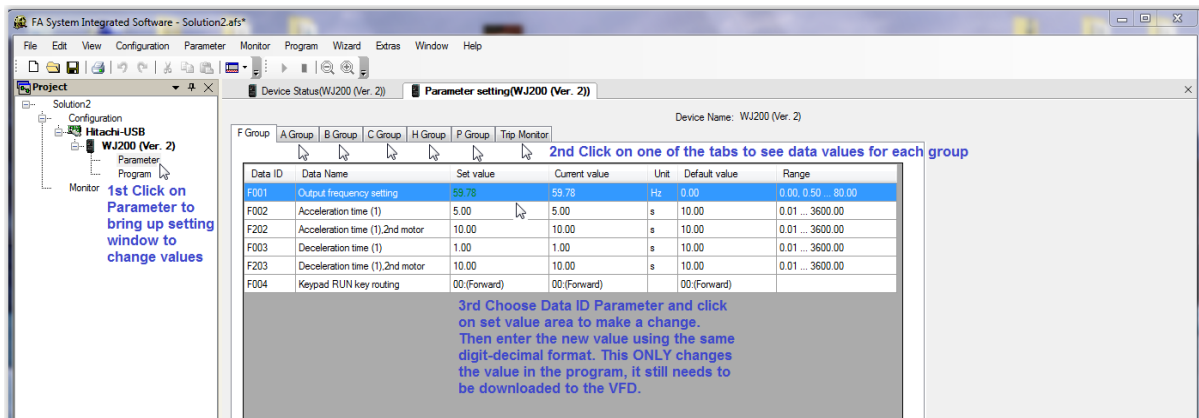 FA System Integrated Software - Solution2.afs*
File Edit View Configuration Parameter Monitor Program Wizard Extras Window Help
Project
Solution2
Configuration
Hitachi-USB
WJ200 (Ver. 2)
Parameter
Program
Monitor
1st Click on
Parameter to
bring up setting
window to
change values
Device Status(WJ200 (Ver. 2)) Parameter setting(WJ200 (Ver. 2))
Device Name: WJ200 (Ver. 2)
F Group A Group B Group C Group H Group P Group Trip Monitor
2nd Click on one of the tabs to see data values for each group
Data ID Data Name Set value Current value Unit Default value Range
F001 Output frequency setting 59.78 59.78 Hz 0.00 0.00, 0.50 ... 80.00
F002 Acceleration time (1) 5.00 5.00 s 10.00 0.01 ... 3600.00
F202 Acceleration time (1),2nd motor 10.00 10.00 s 10.00 0.01 ... 3600.00
F003 Deceleration time (1) 1.00 1.00 s 10.00 0.01 ... 3600.00
F203 Deceleration time (1),2nd motor 10.00 10.00 s 10.00 0.01 ... 3600.00
F004 Keypad RUN key routing 00:(Forward) 00:(Forward) 00:(Forward)
3rd Choose Data ID Parameter and click
on set value area to make a change.
Then enter the new value using the same
digit-decimal format. This ONLY changes
the value in the program, it still needs to
be downloaded to the VFD.